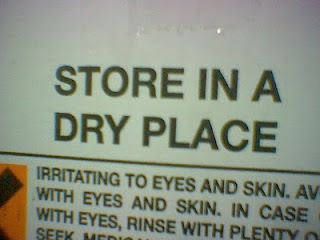 STORE IN A
DRY PLACE
IRRITATING TO EYES AND SKIN.
WITH EYES AND SKIN. IN CASE
WITH EYES, RINSE WITH PLENTY
SEEK